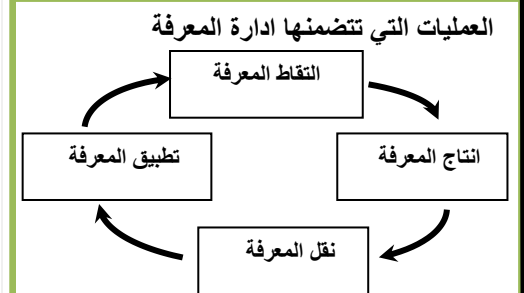 العمليات التي تتضمنها ادارة المعرفة
التقاط المعرفة
انتاج المعرفة
تطبيق المعرفة
نقل المعرفة